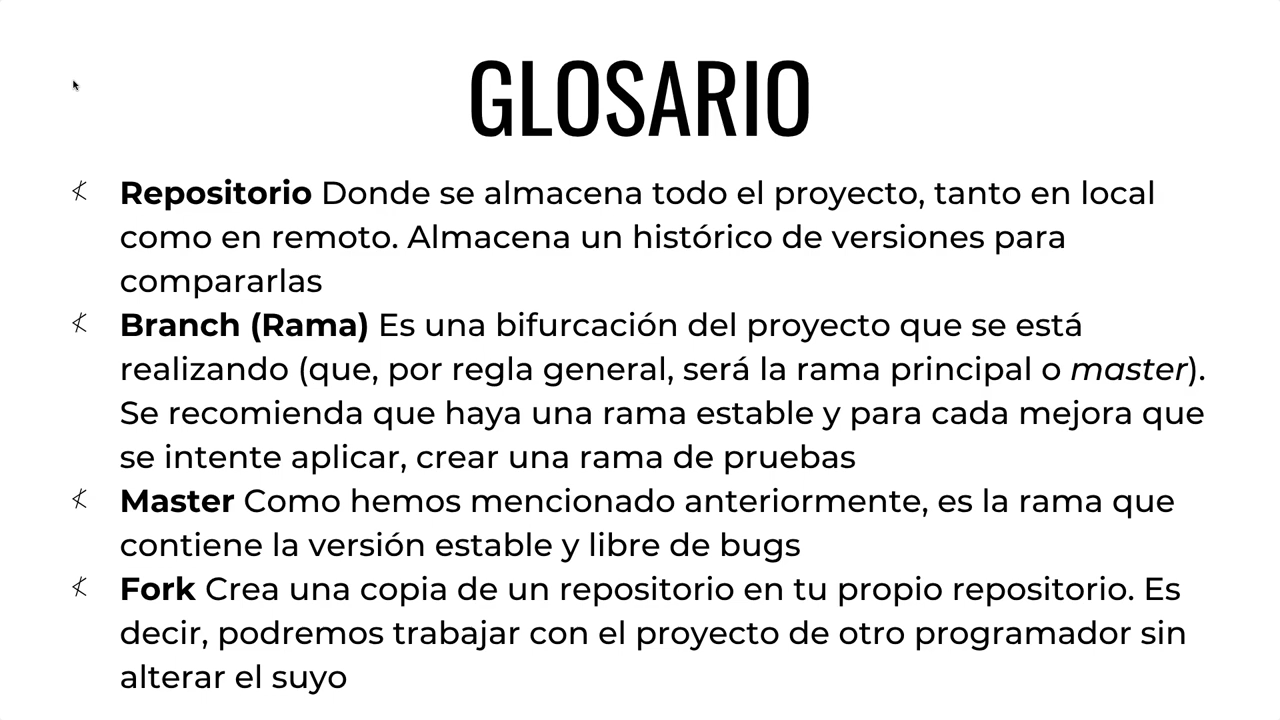 GLOSARIO
Repositorio Donde se almacena todo el proyecto, tanto en local
como en remoto. Almacena un histórico de versiones para
compararlas
Branch (Rama) Es una bifurcación del proyecto que se está
realizando (que, por regla general, será la rama principal o master).
Se recomienda que haya una rama estable y para cada mejora que
se intente aplicar, crear una rama de pruebas
Master Como hemos mencionado anteriormente, es la rama que
contiene la versión estable y libre de bugs
Fork Crea una copia de un repositorio en tu propio repositorio. Es
decir, podremos trabajar con el proyecto de otro programador sin
alterar el suyo